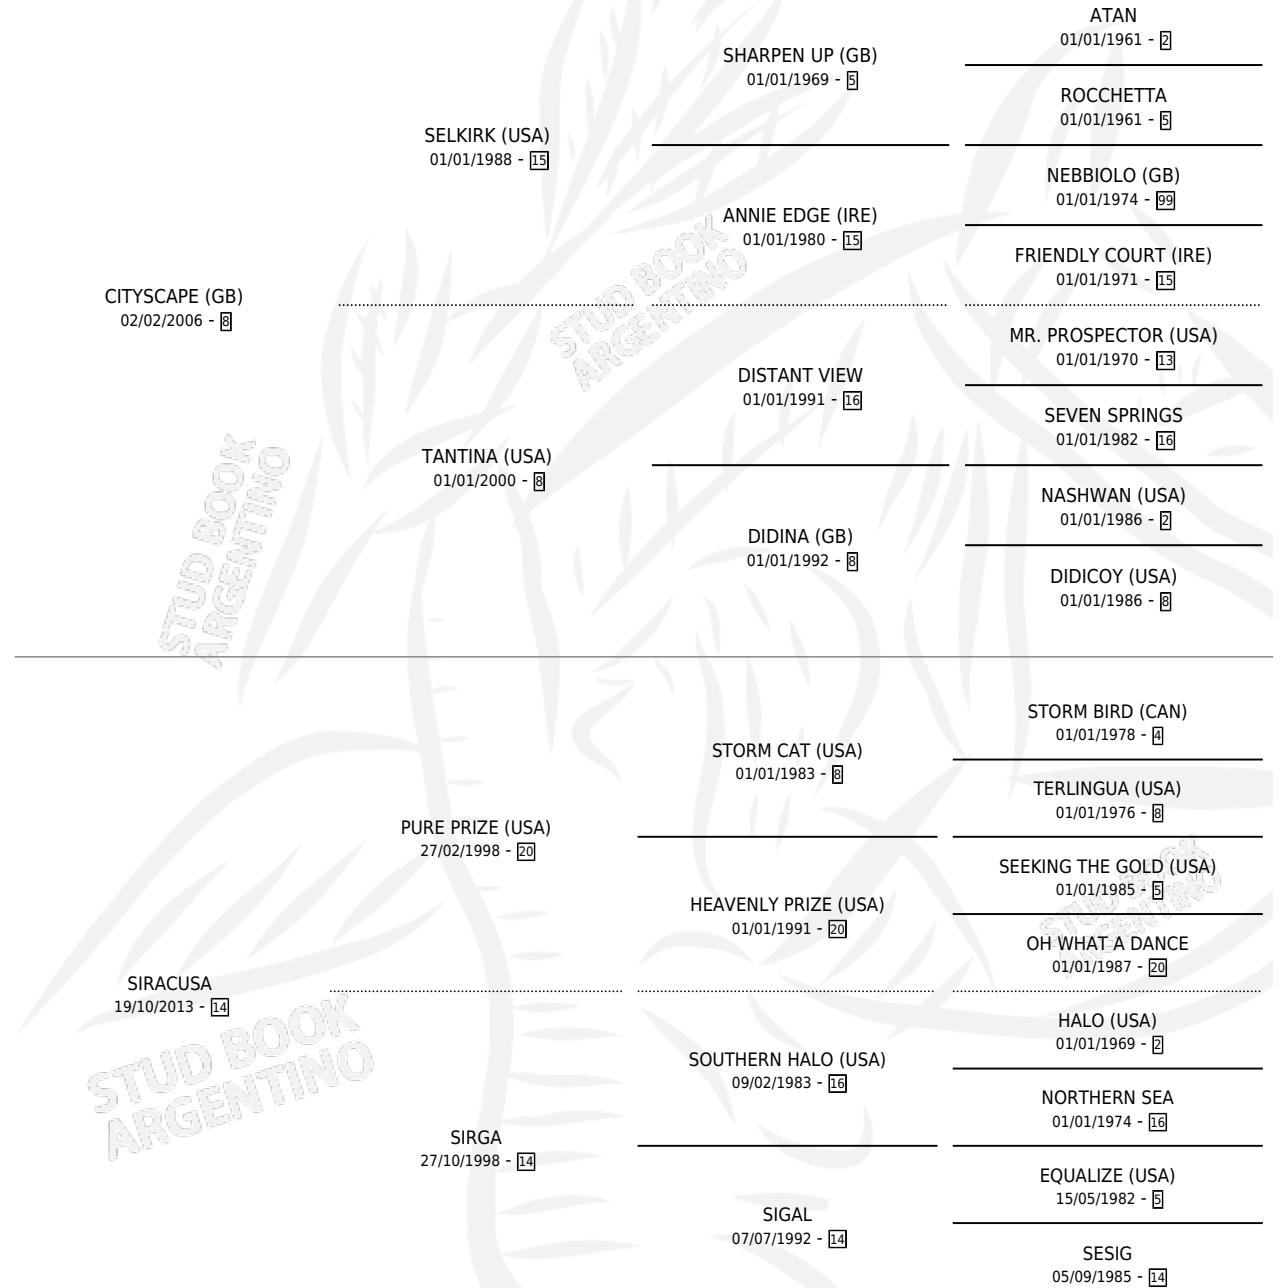 ATAN
01/01/1961 - 2
SHARPEN UP (GB)
01/01/1969 - 5
ROCCHETTA
01/01/1961 - 5
SELKIRK (USA)
01/01/1988 - 15
NEBBIOLO (GB)
01/01/1974 - 99
ANNIE EDGE (IRE)
01/01/1980 - 15
FRIENDLY COURT (IRE)
01/01/1971 - 15
CITYSCAPE (GB)
02/02/2006 - 8
MR. PROSPECTOR (USA)
01/01/1970 - 13
DISTANT VIEW
01/01/1991 - 16
SEVEN SPRINGS
01/01/1982 - 16
TANTINA (USA)
01/01/2000 - 8
NASHWAN (USA)
01/01/1986 - 2
DIDINA (GB)
01/01/1992 - 8
DIDICOY (USA)
01/01/1986 - 8
STORM BIRD (CAN)
01/01/1978 - 4
STORM CAT (USA)
01/01/1983 - 8
TERLINGUA (USA)
01/01/1976 - 8
PURE PRIZE (USA)
27/02/1998 - 20
SEEKING THE GOLD (USA)
01/01/1985 - 5
HEAVENLY PRIZE (USA)
01/01/1991 - 20
OH WHAT A DANCE
01/01/1987 - 20
SIRACUSA
19/10/2013 - 14
HALO (USA)
01/01/1969 - 2
SOUTHERN HALO (USA)
09/02/1983 - 16
NORTHERN SEA
01/01/1974 - 16
SIRGA
27/10/1998 - 14
EQUALIZE (USA)
15/05/1982 - 5
SIGAL
07/07/1992 - 14
SESIG
05/09/1985 - 14
STUD BOOK
ARGENTINO
STUD BOOK
ARGENTINO
STUD BOOK
ARGENTINO
STUD BOOK
ARGENTINO